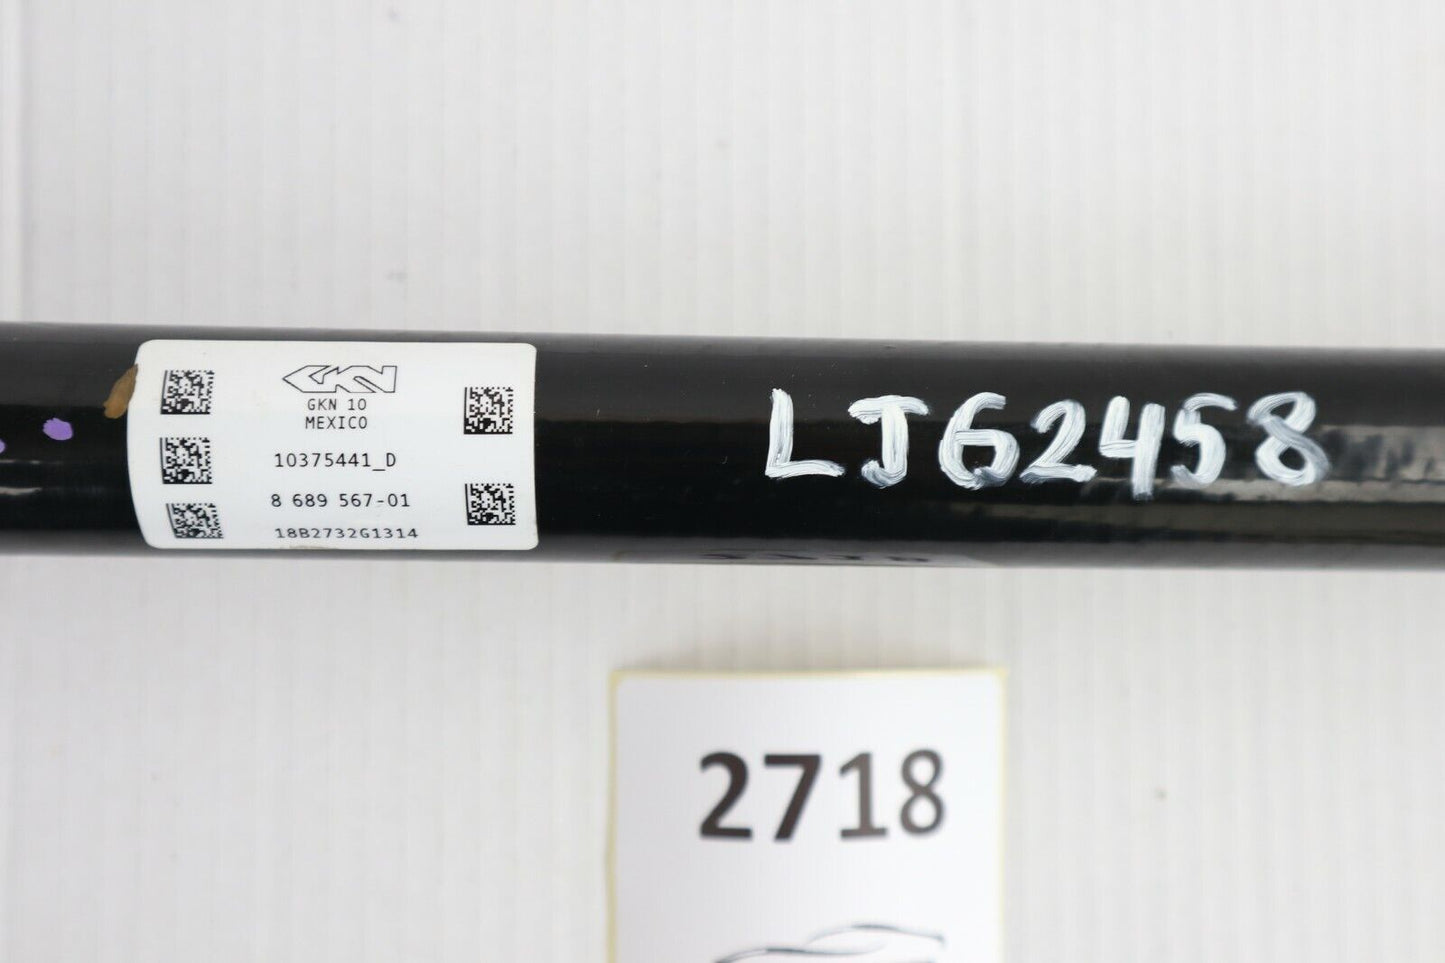 GKN
GKN 10
MEXICO
10375441_D
8 689 567-01
18B2732G1314
LJ62458
2718